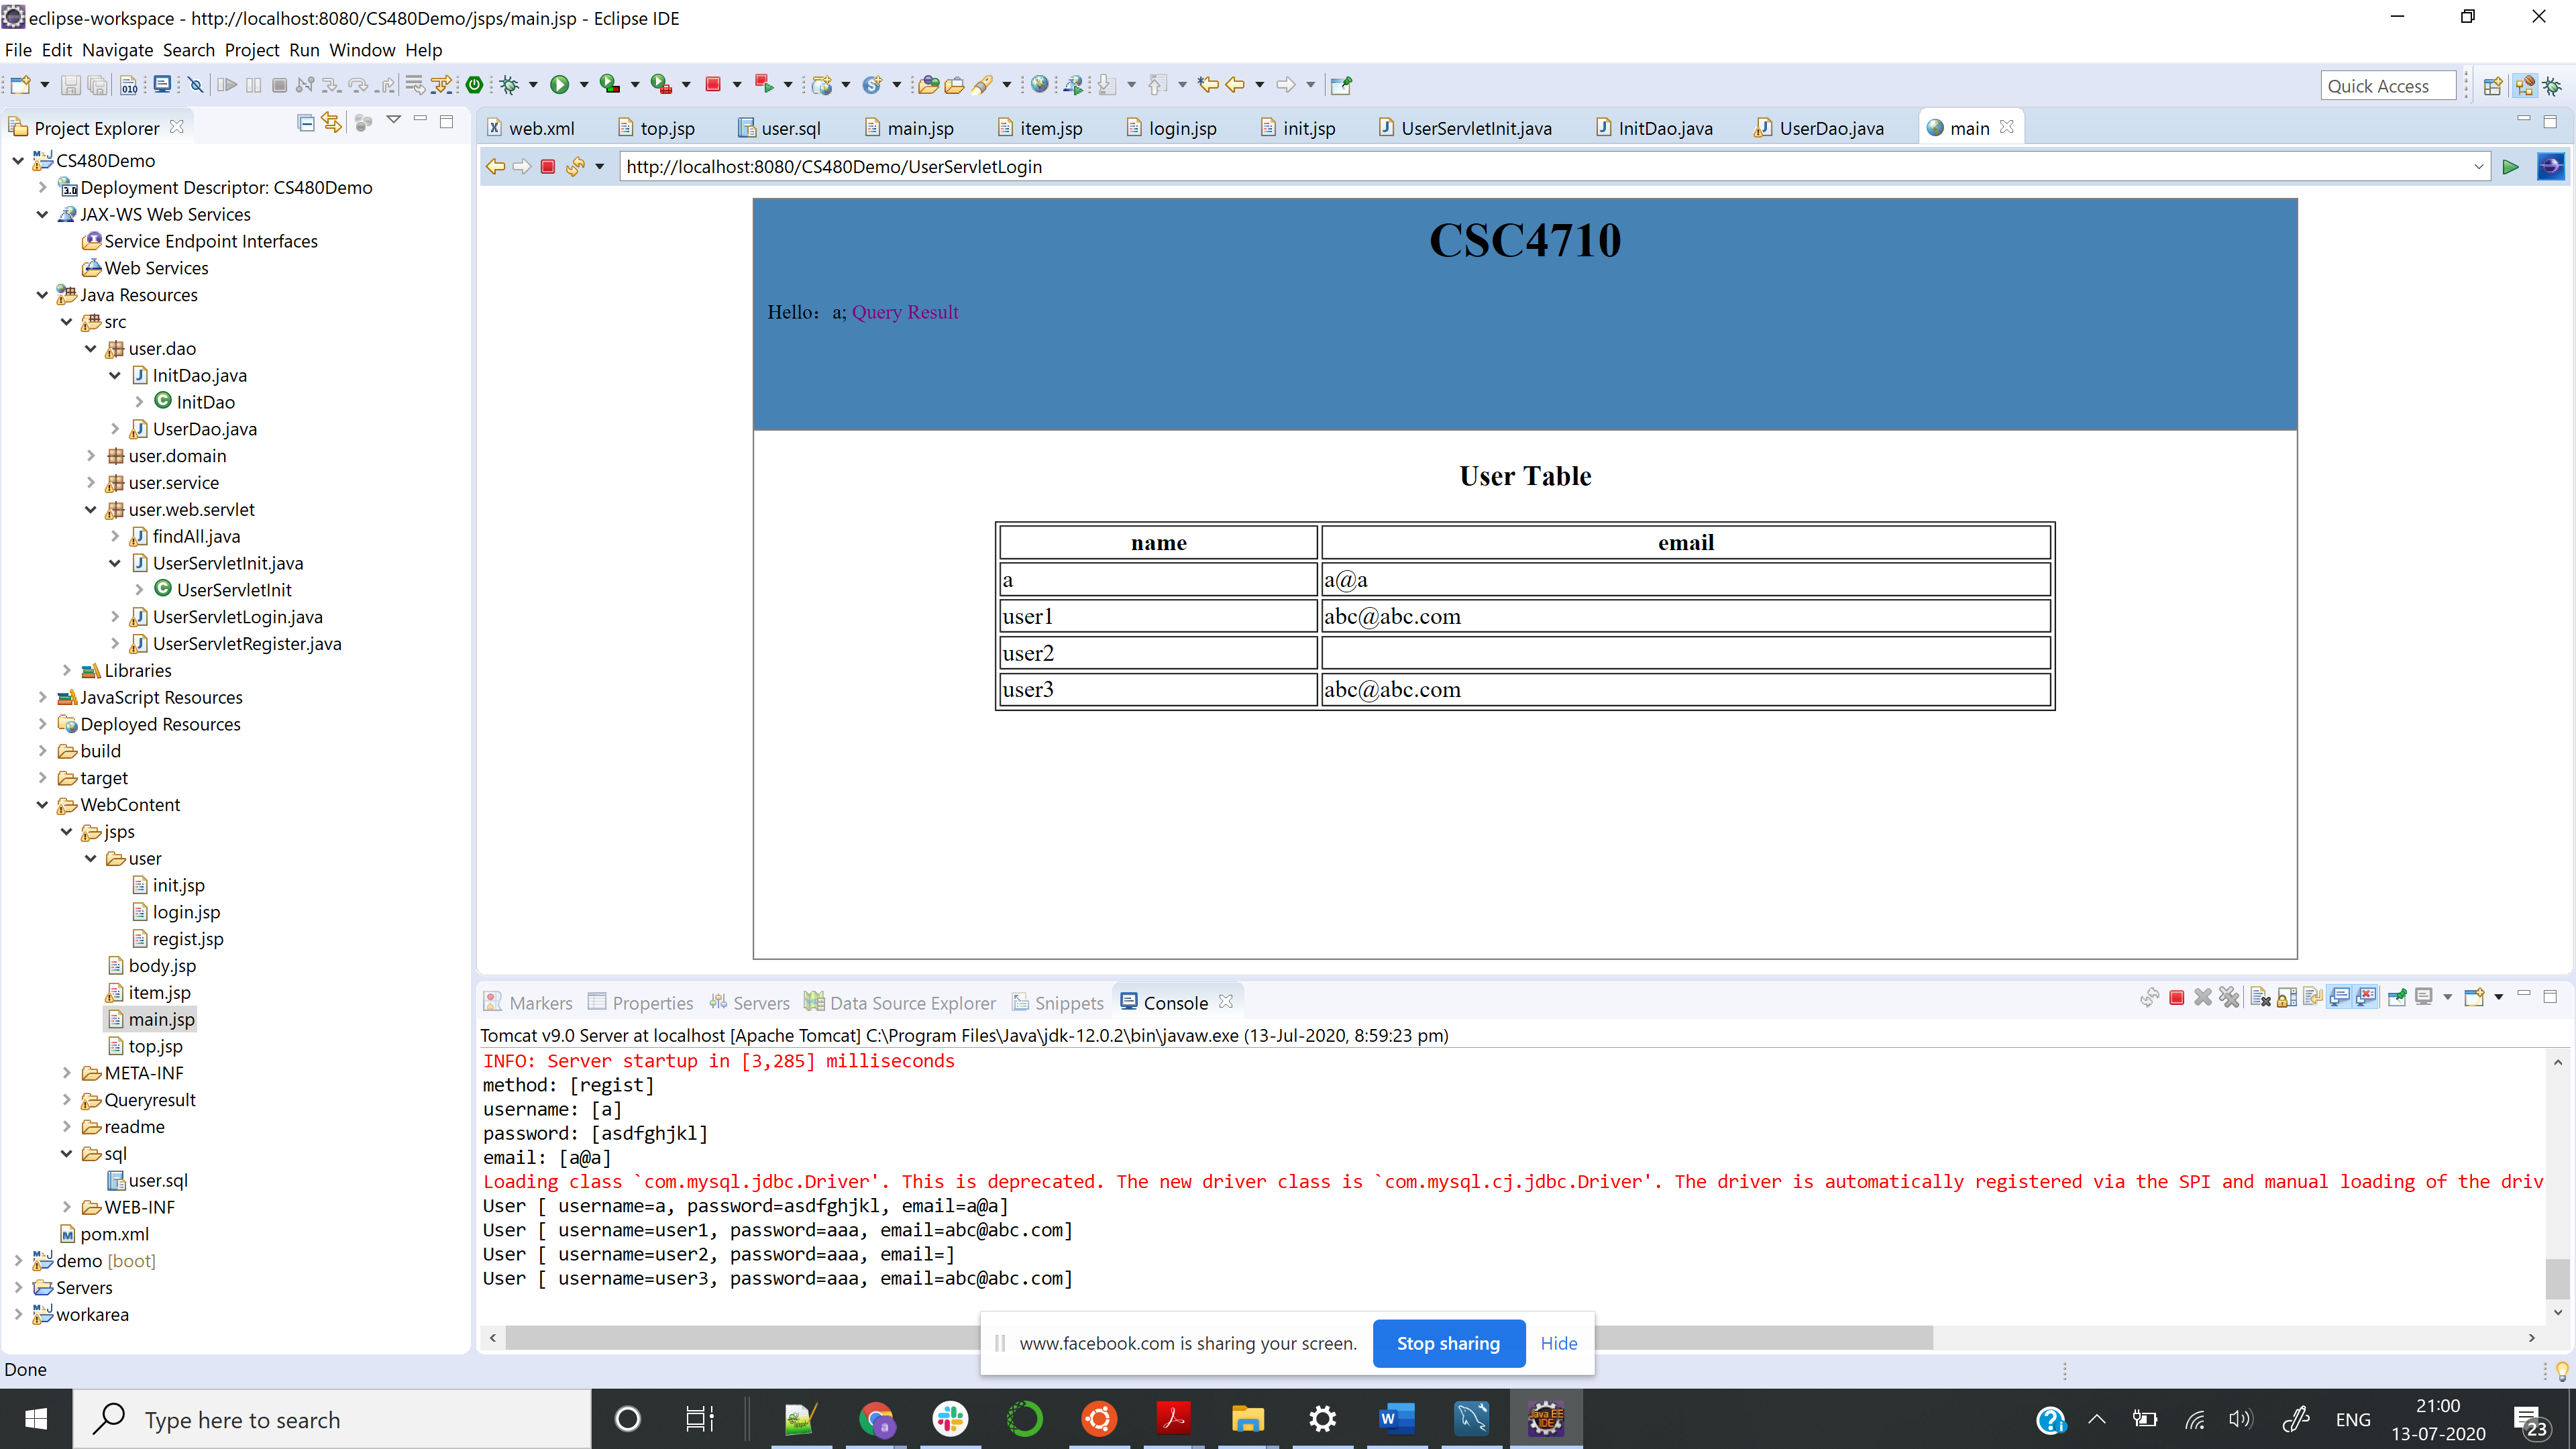 eclipse-workspace - http://localhost:8080/CS480Demo/jsps/main.jsp - Eclipse IDE
File Edit Navigate Search Project Run Window Help
Quick Access
Project Explorer
web.xml top.jsp user.sql main.jsp item.jsp login.jsp init.jsp UserServletInit.java InitDao.java UserDao.java main
http://localhost:8080/CS480Demo/UserServletLogin
CS480Demo
Deployment Descriptor: CS480Demo
JAX-WS Web Services
Service Endpoint Interfaces
Web Services
Java Resources
src
user.dao
InitDao.java
InitDao
UserDao.java
user.domain
user.service
user.web.servlet
findAll.java
UserServletInit.java
UserServletInit
UserServletLogin.java
UserServletRegister.java
Libraries
JavaScript Resources
Deployed Resources
build
target
WebContent
jsps
user
init.jsp
login.jsp
regist.jsp
body.jsp
item.jsp
main.jsp
top.jsp
META-INF
Queryresult
readme
sql
user.sql
WEB-INF
pom.xml
demo [boot]
Servers
workarea
CSC4710
Hello：a; Query Result
User Table
name email
a a@a
user1 abc@abc.com
user2
user3 abc@abc.com
Markers Properties Servers Data Source Explorer Snippets Console
Tomcat v9.0 Server at localhost [Apache Tomcat] C:\Program Files\Java\jdk-12.0.2\bin\javaw.exe (13-Jul-2020, 8:59:23 pm)
INFO: Server startup in [3,285] milliseconds
method: [regist]
username: [a]
password: [asdfghjkl]
email: [a@a]
Loading class `com.mysql.jdbc.Driver'. This is deprecated. The new driver class is `com.mysql.cj.jdbc.Driver'. The driver is automatically registered via the SPI and manual loading of the driv
User [ username=a, password=asdfghjkl, email=a@a]
User [ username=user1, password=aaa, email=abc@abc.com]
User [ username=user2, password=aaa, email=]
User [ username=user3, password=aaa, email=abc@abc.com]
www.facebook.com is sharing your screen. Stop sharing Hide
Done
Type here to search
ENG
21:00
13-07-2020
23